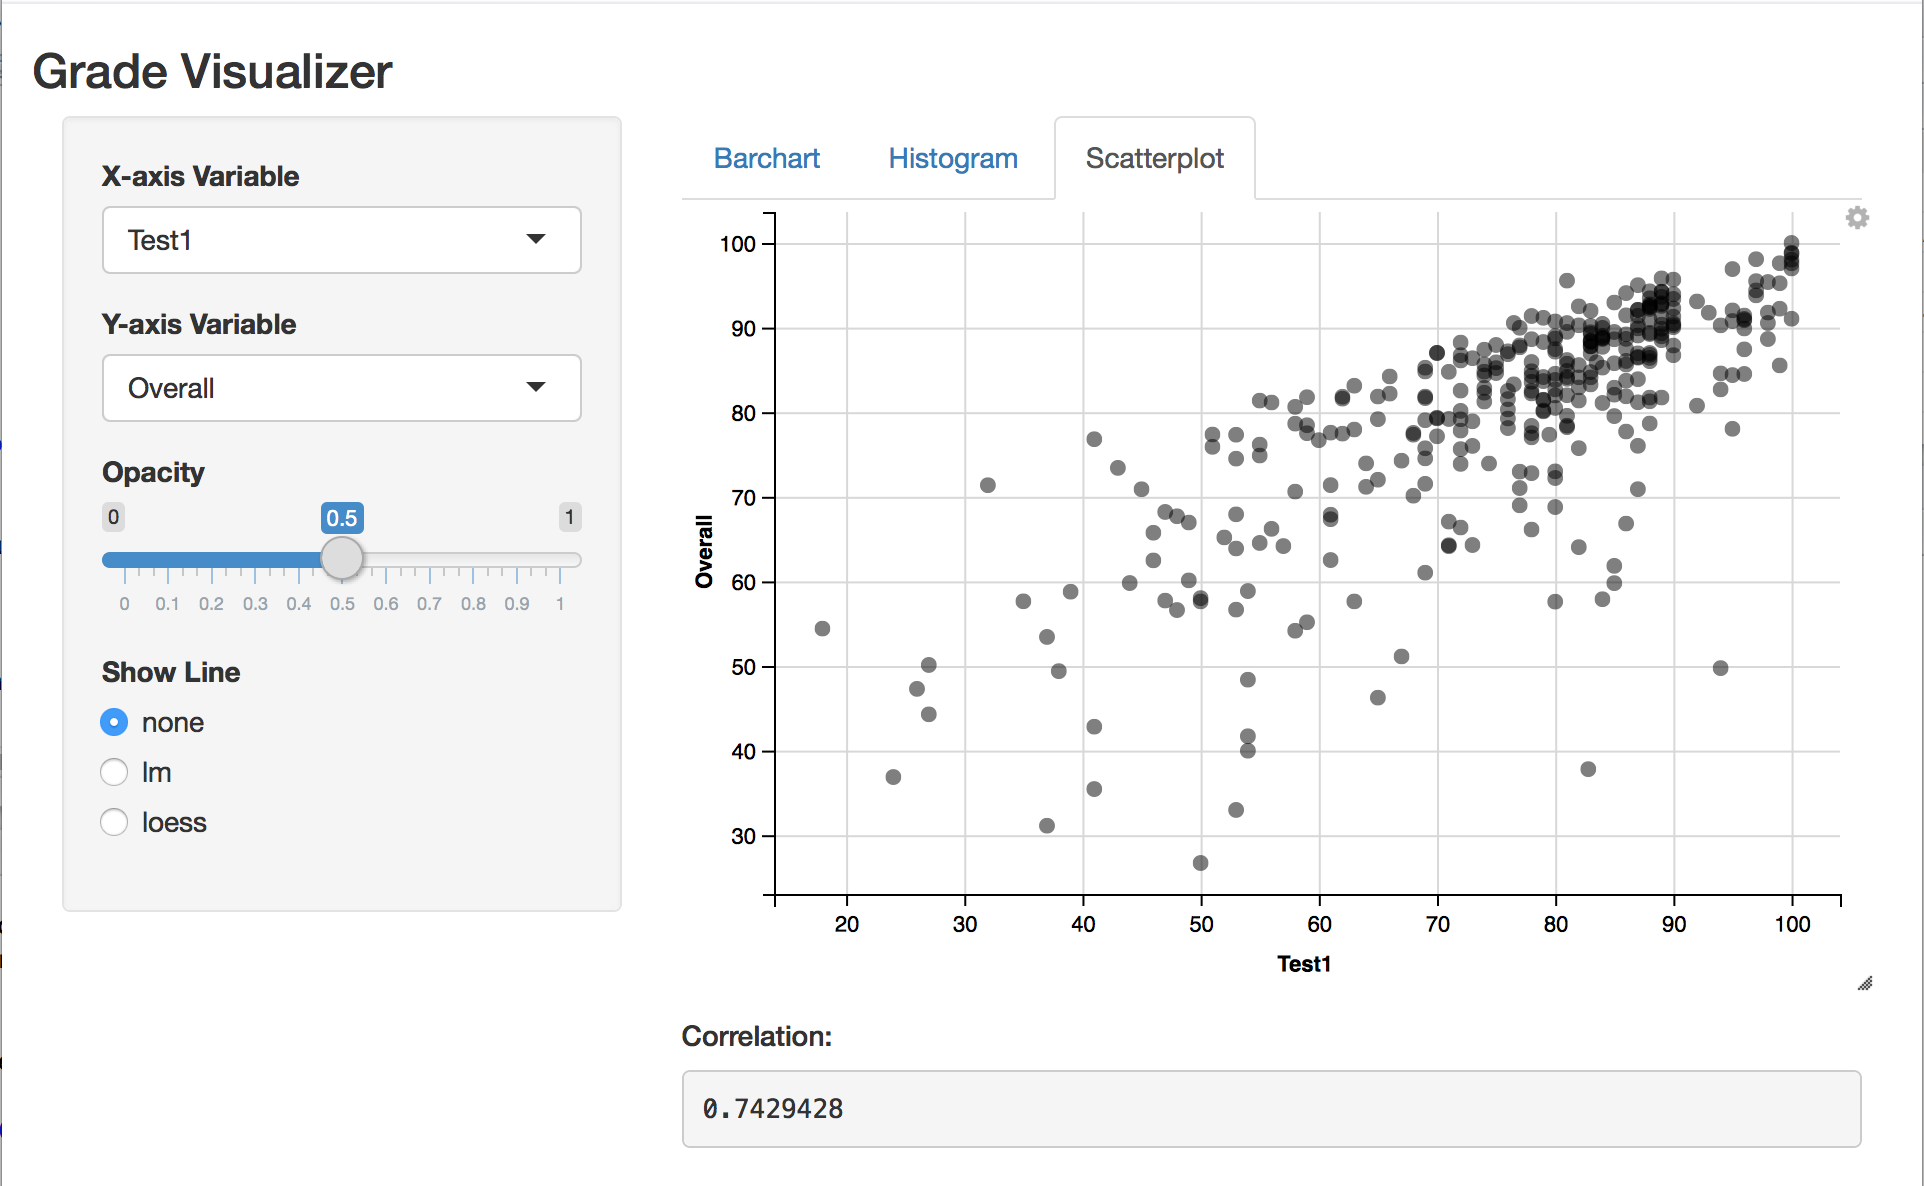 Grade Visualizer
X-axis Variable
Test1
Y-axis Variable
Overall
Opacity
0 0.5 1
0 0.1 0.2 0.3 0.4 0.5 0.6 0.7 0.8 0.9 1
Show Line
none
lm
loess
Barchart Histogram Scatterplot
100
90
80
70
60
50
40
30
Overall
20 30 40 50 60 70 80 90 100
Test1
Correlation:
0.7429428